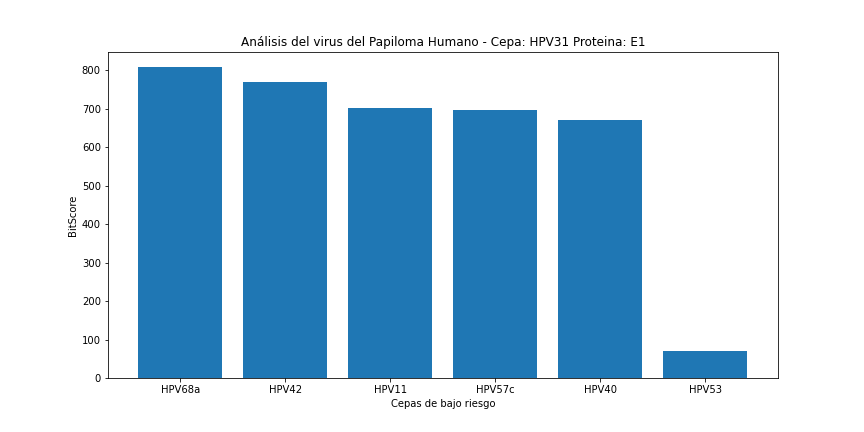 Análisis del virus del Papiloma Humano - Cepa: HPV31 Proteina: E1
BitScore
800
700
600
500
400
300
200
100
0
HPV68a HPV42 HPV11 HPV57c HPV40 HPV53
Cepas de bajo riesgo